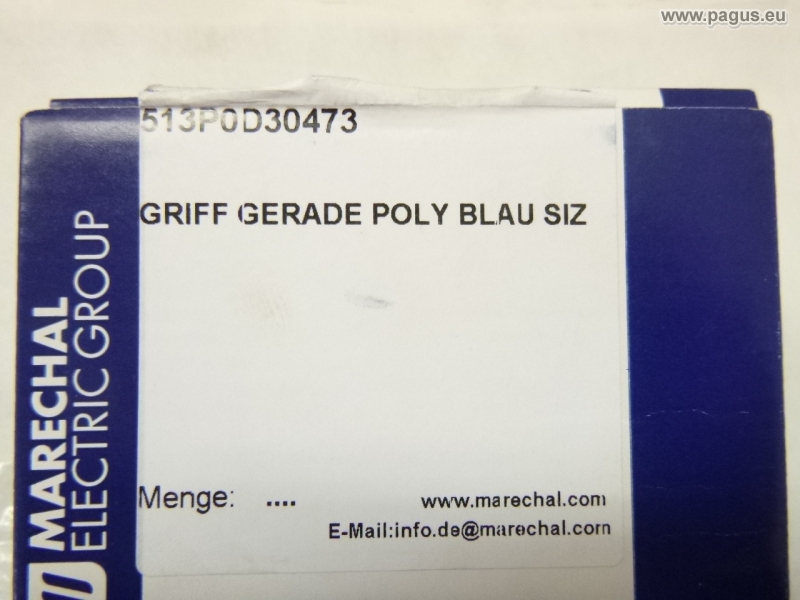 www.pagus.eu
513P0D30473
GRIFF GERADE POLY BLAU SIZ
MARECHAL
ELECTRIC GROUP
Menge: ....
www.marechal.com
E-Mail:info.de@marechal.com